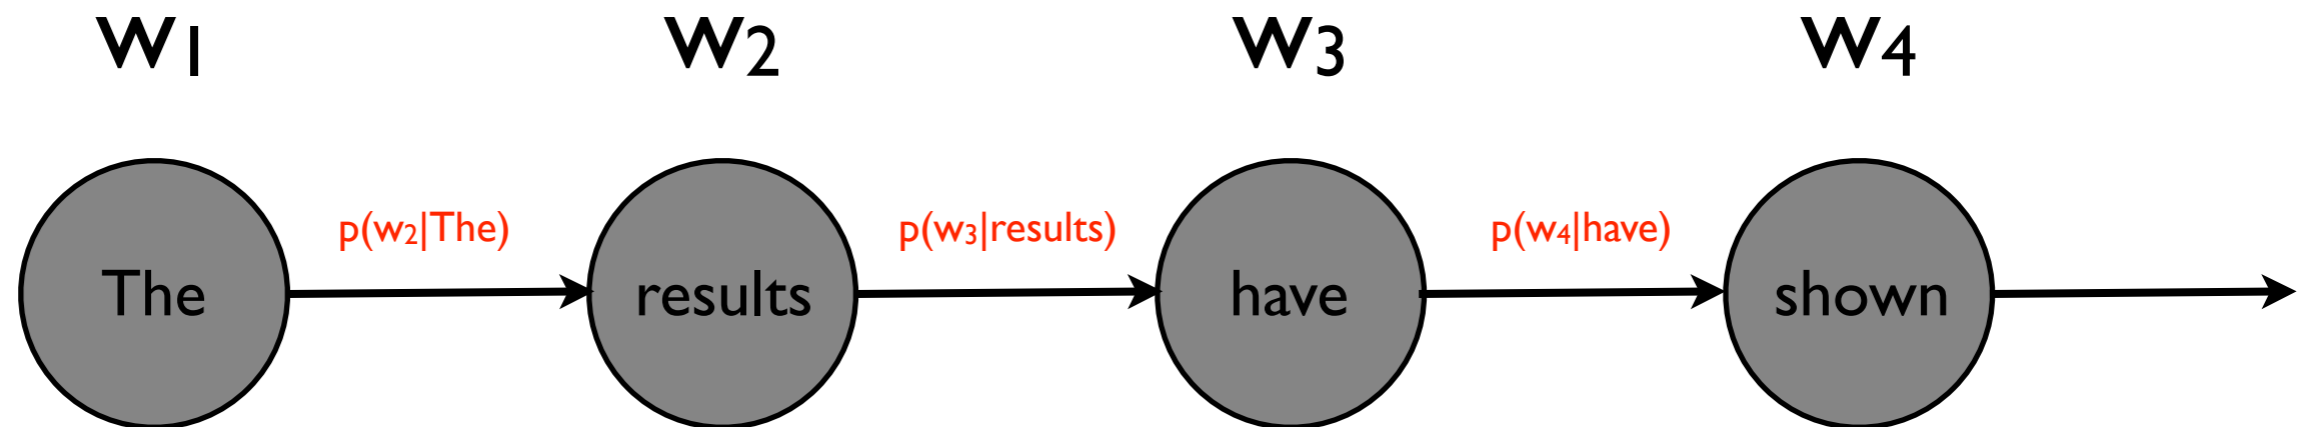 w1 w2 w3 w4
p(w2|The) p(w3|results) p(w4|have)
The results have shown